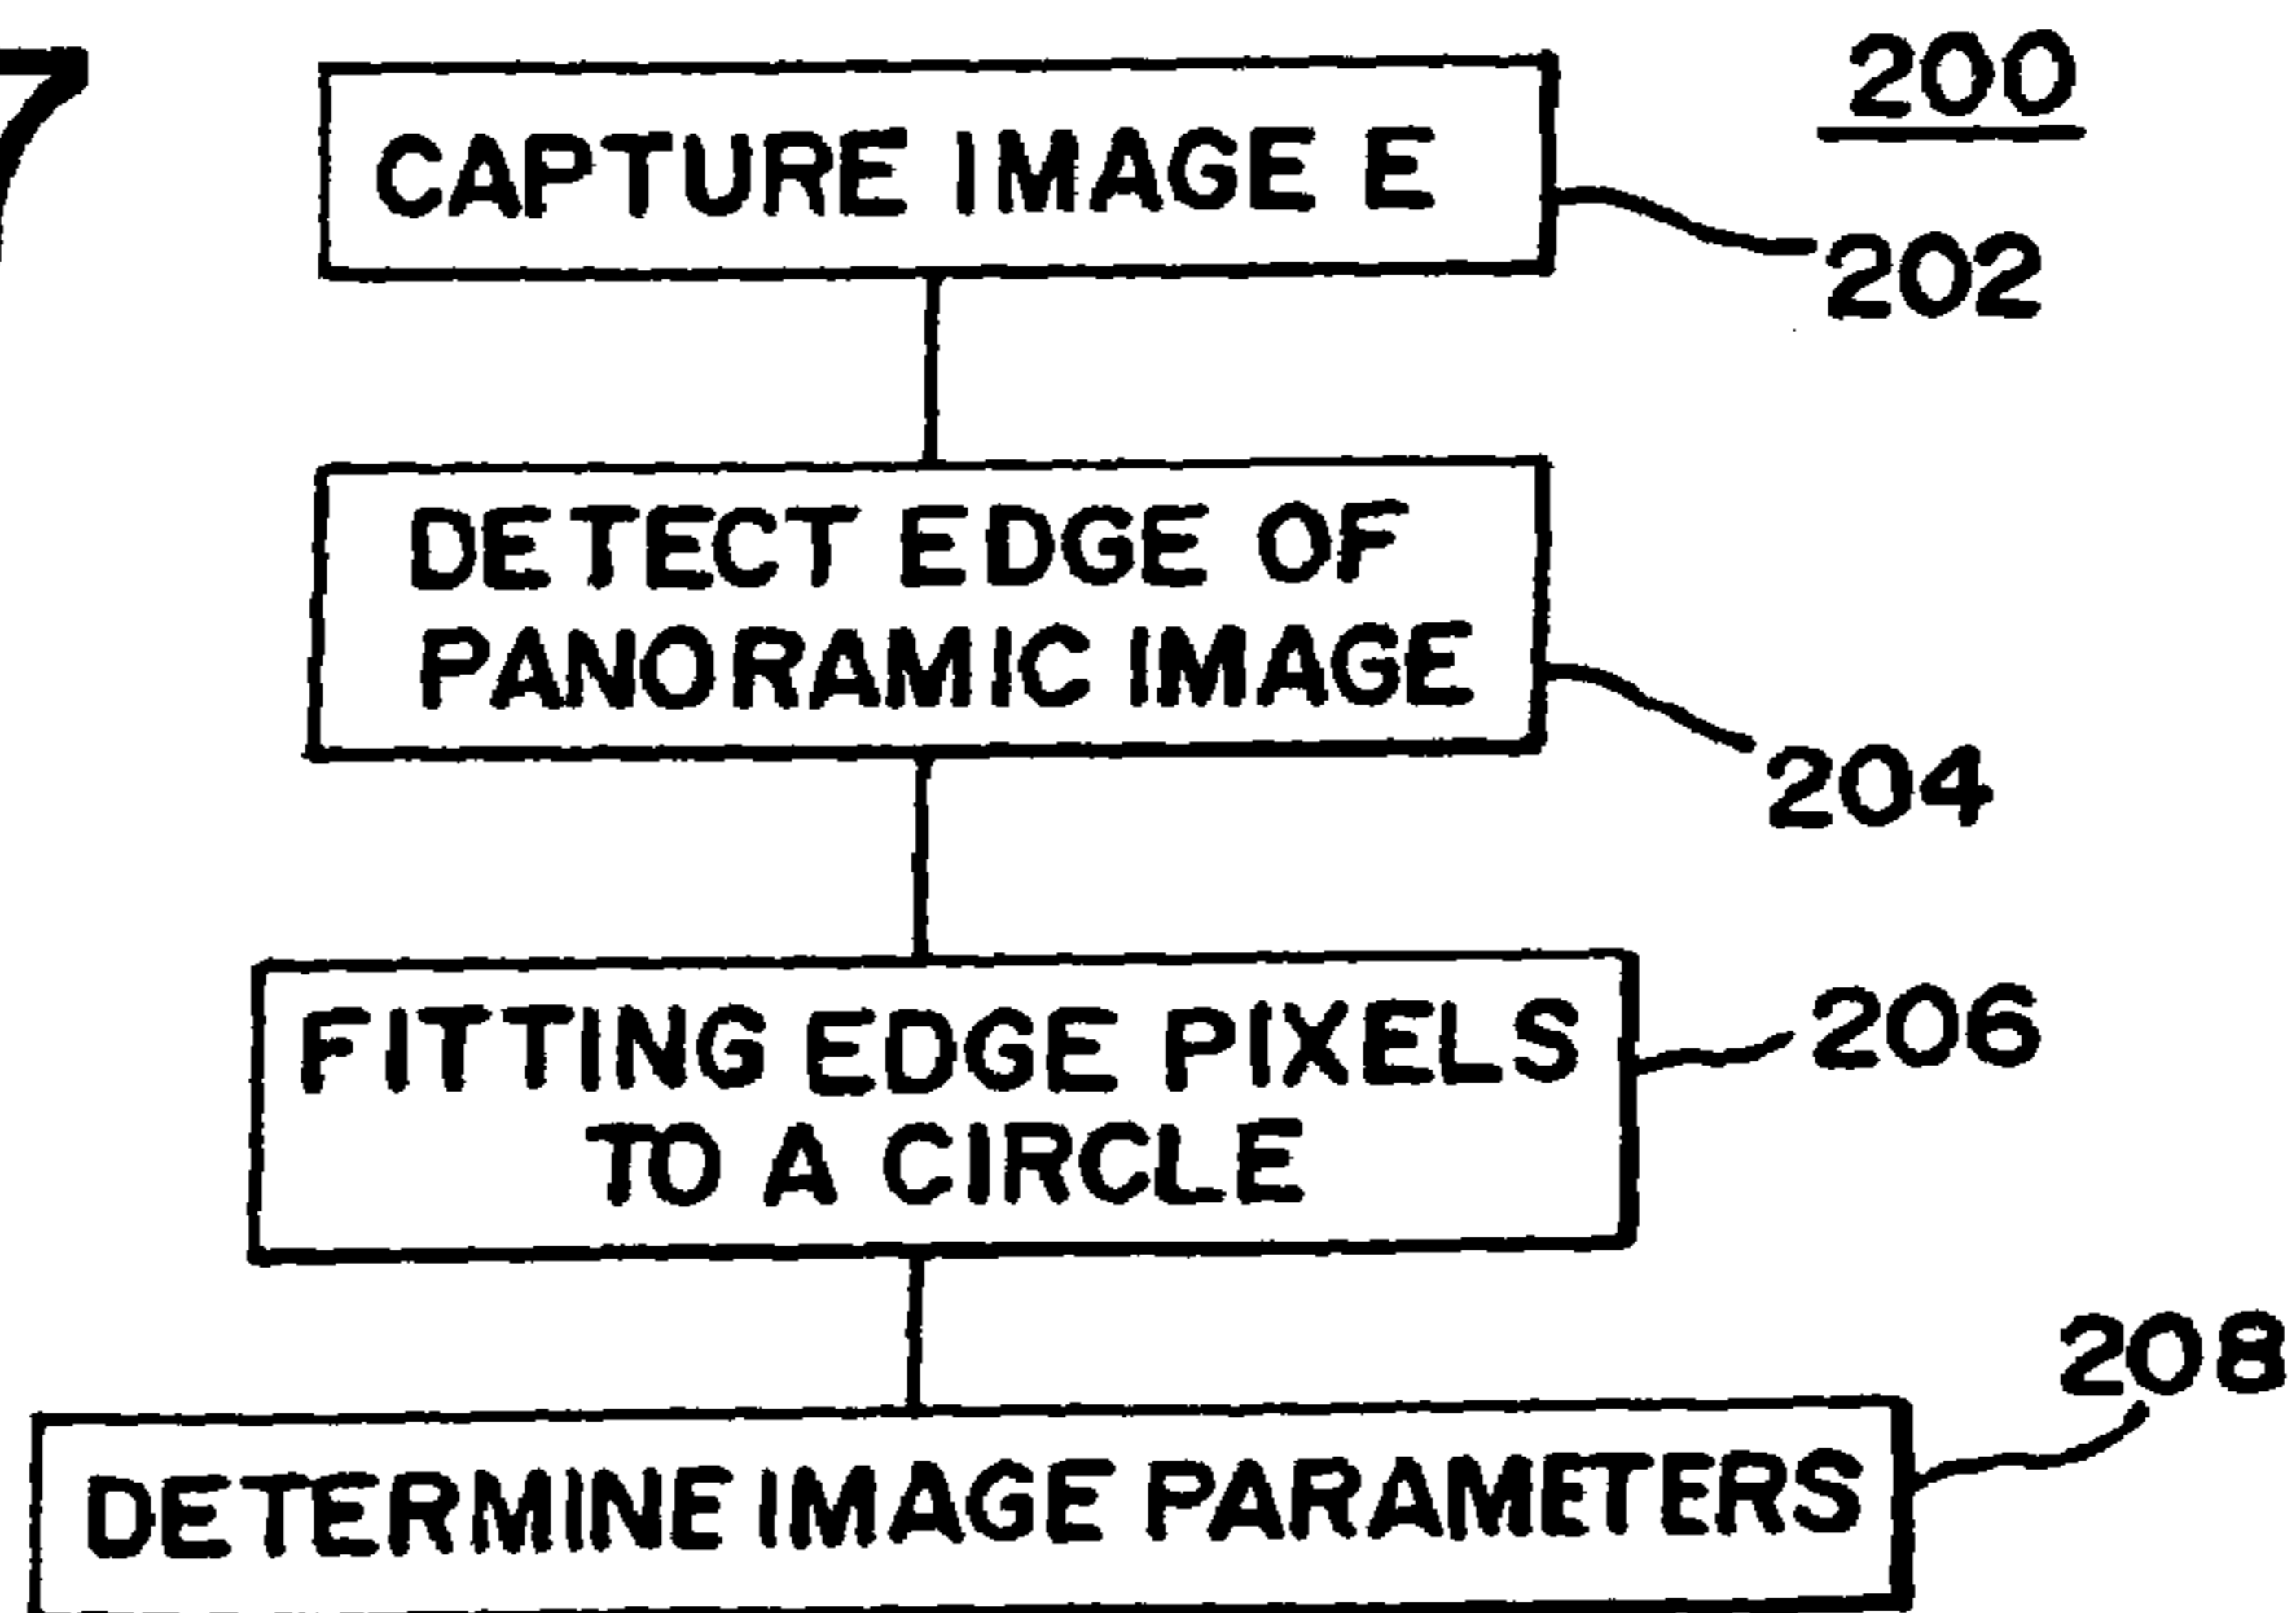 7
200
CAPTURE IMAGE E
202
DETECT EDGE OF
PANORAMIC IMAGE
204
FITTING EDGE PIXELS
TO A CIRCLE
206
208
DETERMINE IMAGE PARAMETERS